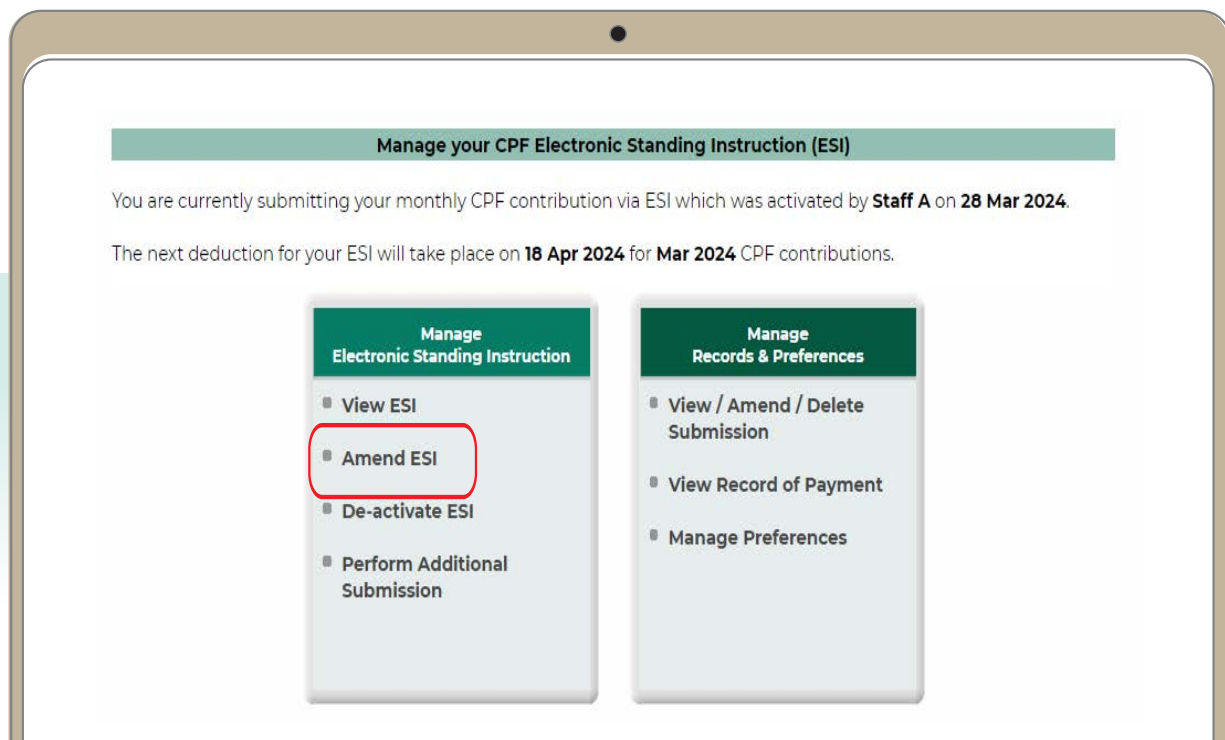 Manage your CPF Electronic Standing Instruction (ESI)
You are currently submitting your monthly CPF contribution via ESI which was activated by Staff A on 28 Mar 2024.
The next deduction for your ESI will take place on 18 Apr 2024 for Mar 2024 CPF contributions.
Manage
Electronic Standing Instruction
View ESI
Amend ESI
De-activate ESI
Perform Additional
Submission
Manage
Records & Preferences
View / Amend / Delete
Submission
View Record of Payment
Manage Preferences